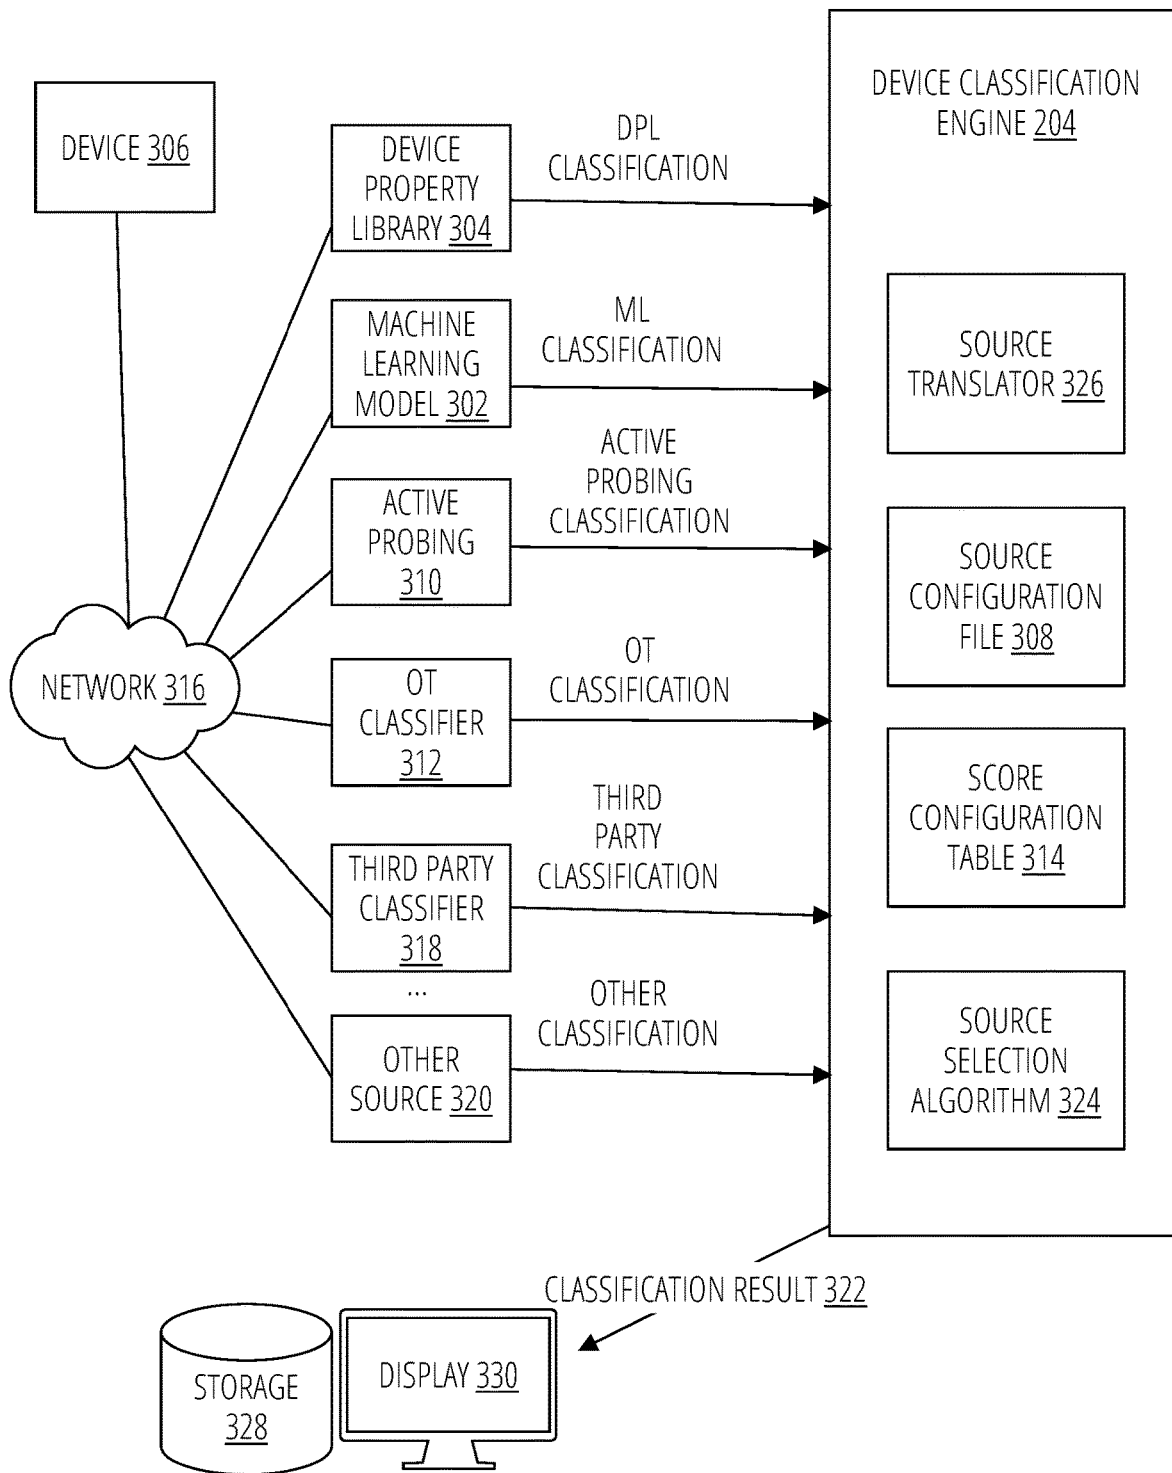 DEVICE CLASSIFICATION
ENGINE 204
DEVICE 306
DEVICE
PROPERTY
LIBRARY 304
DPL
CLASSIFICATION
MACHINE
LEARNING
MODEL 302
ML
CLASSIFICATION
SOURCE
TRANSLATOR 326
ACTIVE
PROBING
310
ACTIVE
PROBING
CLASSIFICATION
SOURCE
CONFIGURATION
FILE 308
NETWORK 316
OT
CLASSIFIER
312
OT
CLASSIFICATION
SCORE
CONFIGURATION
TABLE 314
THIRD PARTY
CLASSIFIER
318
THIRD
PARTY
CLASSIFICATION
...
OTHER
SOURCE 320
OTHER
CLASSIFICATION
SOURCE
SELECTION
ALGORITHM 324
CLASSIFICATION RESULT 322
STORAGE
328
DISPLAY 330